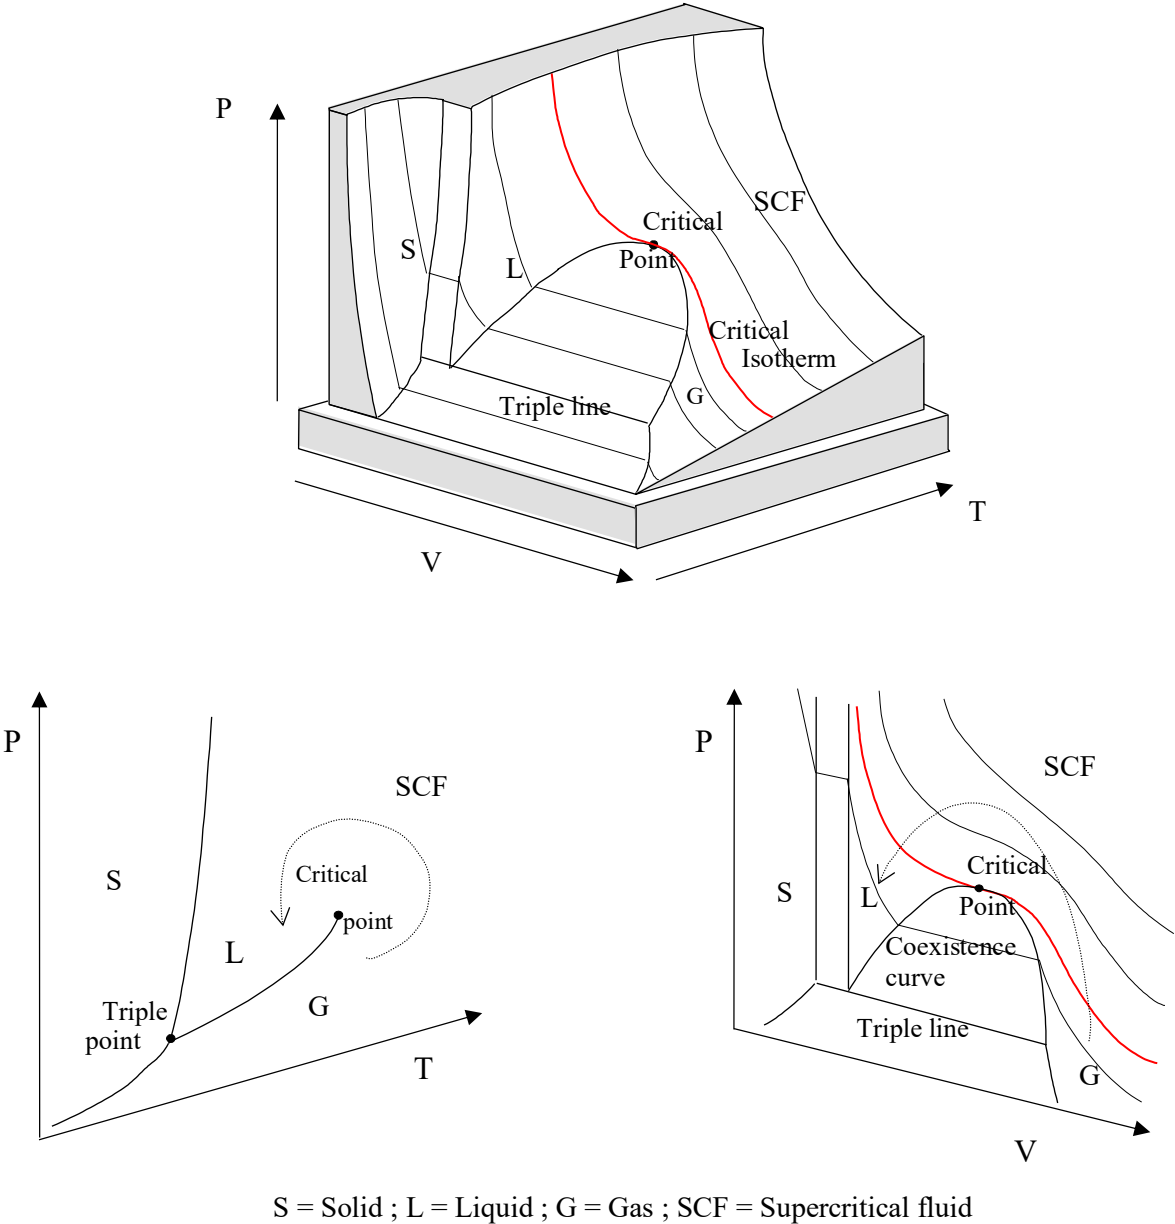 P
SCF
Critical
Point
S
L
Critical
Isotherm
G
Triple line
T
V
P
SCF
S
Critical
point
L
G
Triple
point
T
P
SCF
Critical
Point
S
L
Coexistence
curve
Triple line
G
V
S = Solid ; L = Liquid ; G = Gas ; SCF = Supercritical fluid